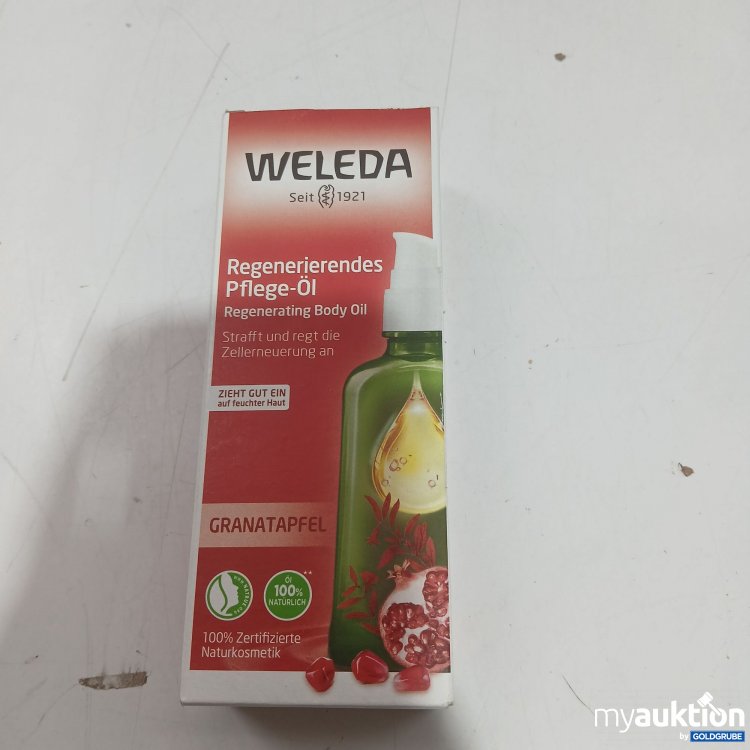 WELEDA
Seit 1921
Regenerierendes
Pflege-Öl
Regenerating Body Oil
Strafft und regt die
Zellerneuerung an
ZIEHT GUT EIN
auf feuchter Haut
GRANATAPFEL
Öl
100%
NATÜRLICH
**
100% Zertifizierte
Naturkosmetik
myauktion
by GOLDGRUBE